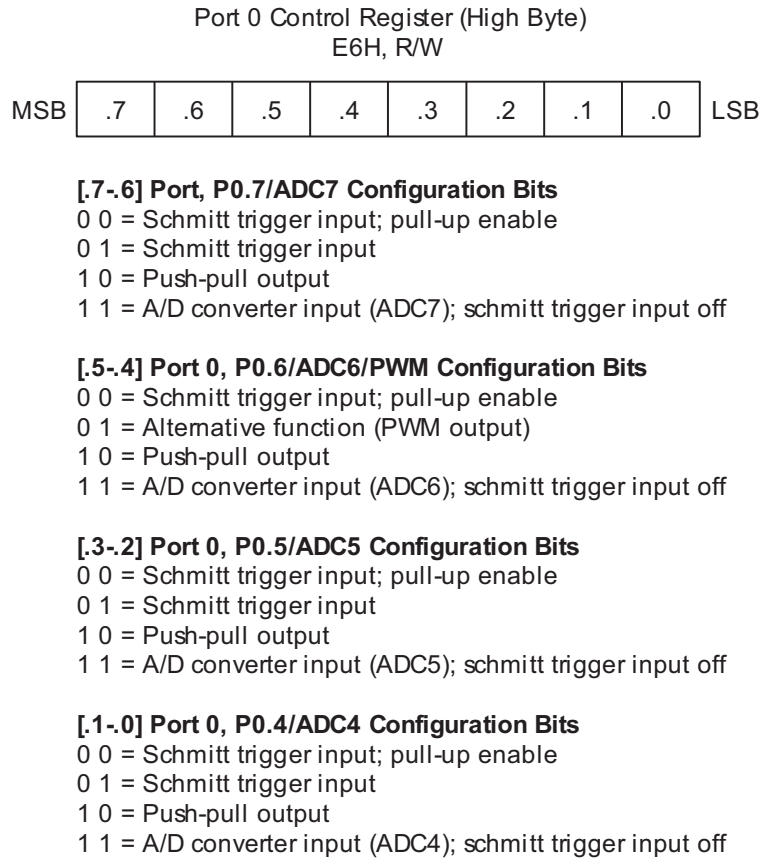 Port 0 Control Register (High Byte)
E6H, R/W
MSB .7 .6 .5 .4 .3 .2 .1 .0 LSB
[.7-.6] Port, P0.7/ADC7 Configuration Bits
0 0 = Schmitt trigger input; pull-up enable
0 1 = Schmitt trigger input
1 0 = Push-pull output
1 1 = A/D converter input (ADC7); schmitt trigger input off
[.5-.4] Port 0, P0.6/ADC6/PWM Configuration Bits
0 0 = Schmitt trigger input; pull-up enable
0 1 = Alternative function (PWM output)
1 0 = Push-pull output
1 1 = A/D converter input (ADC6); schmitt trigger input off
[.3-.2] Port 0, P0.5/ADC5 Configuration Bits
0 0 = Schmitt trigger input; pull-up enable
0 1 = Schmitt trigger input
1 0 = Push-pull output
1 1 = A/D converter input (ADC5); schmitt trigger input off
[.1-.0] Port 0, P0.4/ADC4 Configuration Bits
0 0 = Schmitt trigger input; pull-up enable
0 1 = Schmitt trigger input
1 0 = Push-pull output
1 1 = A/D converter input (ADC4); schmitt trigger input off